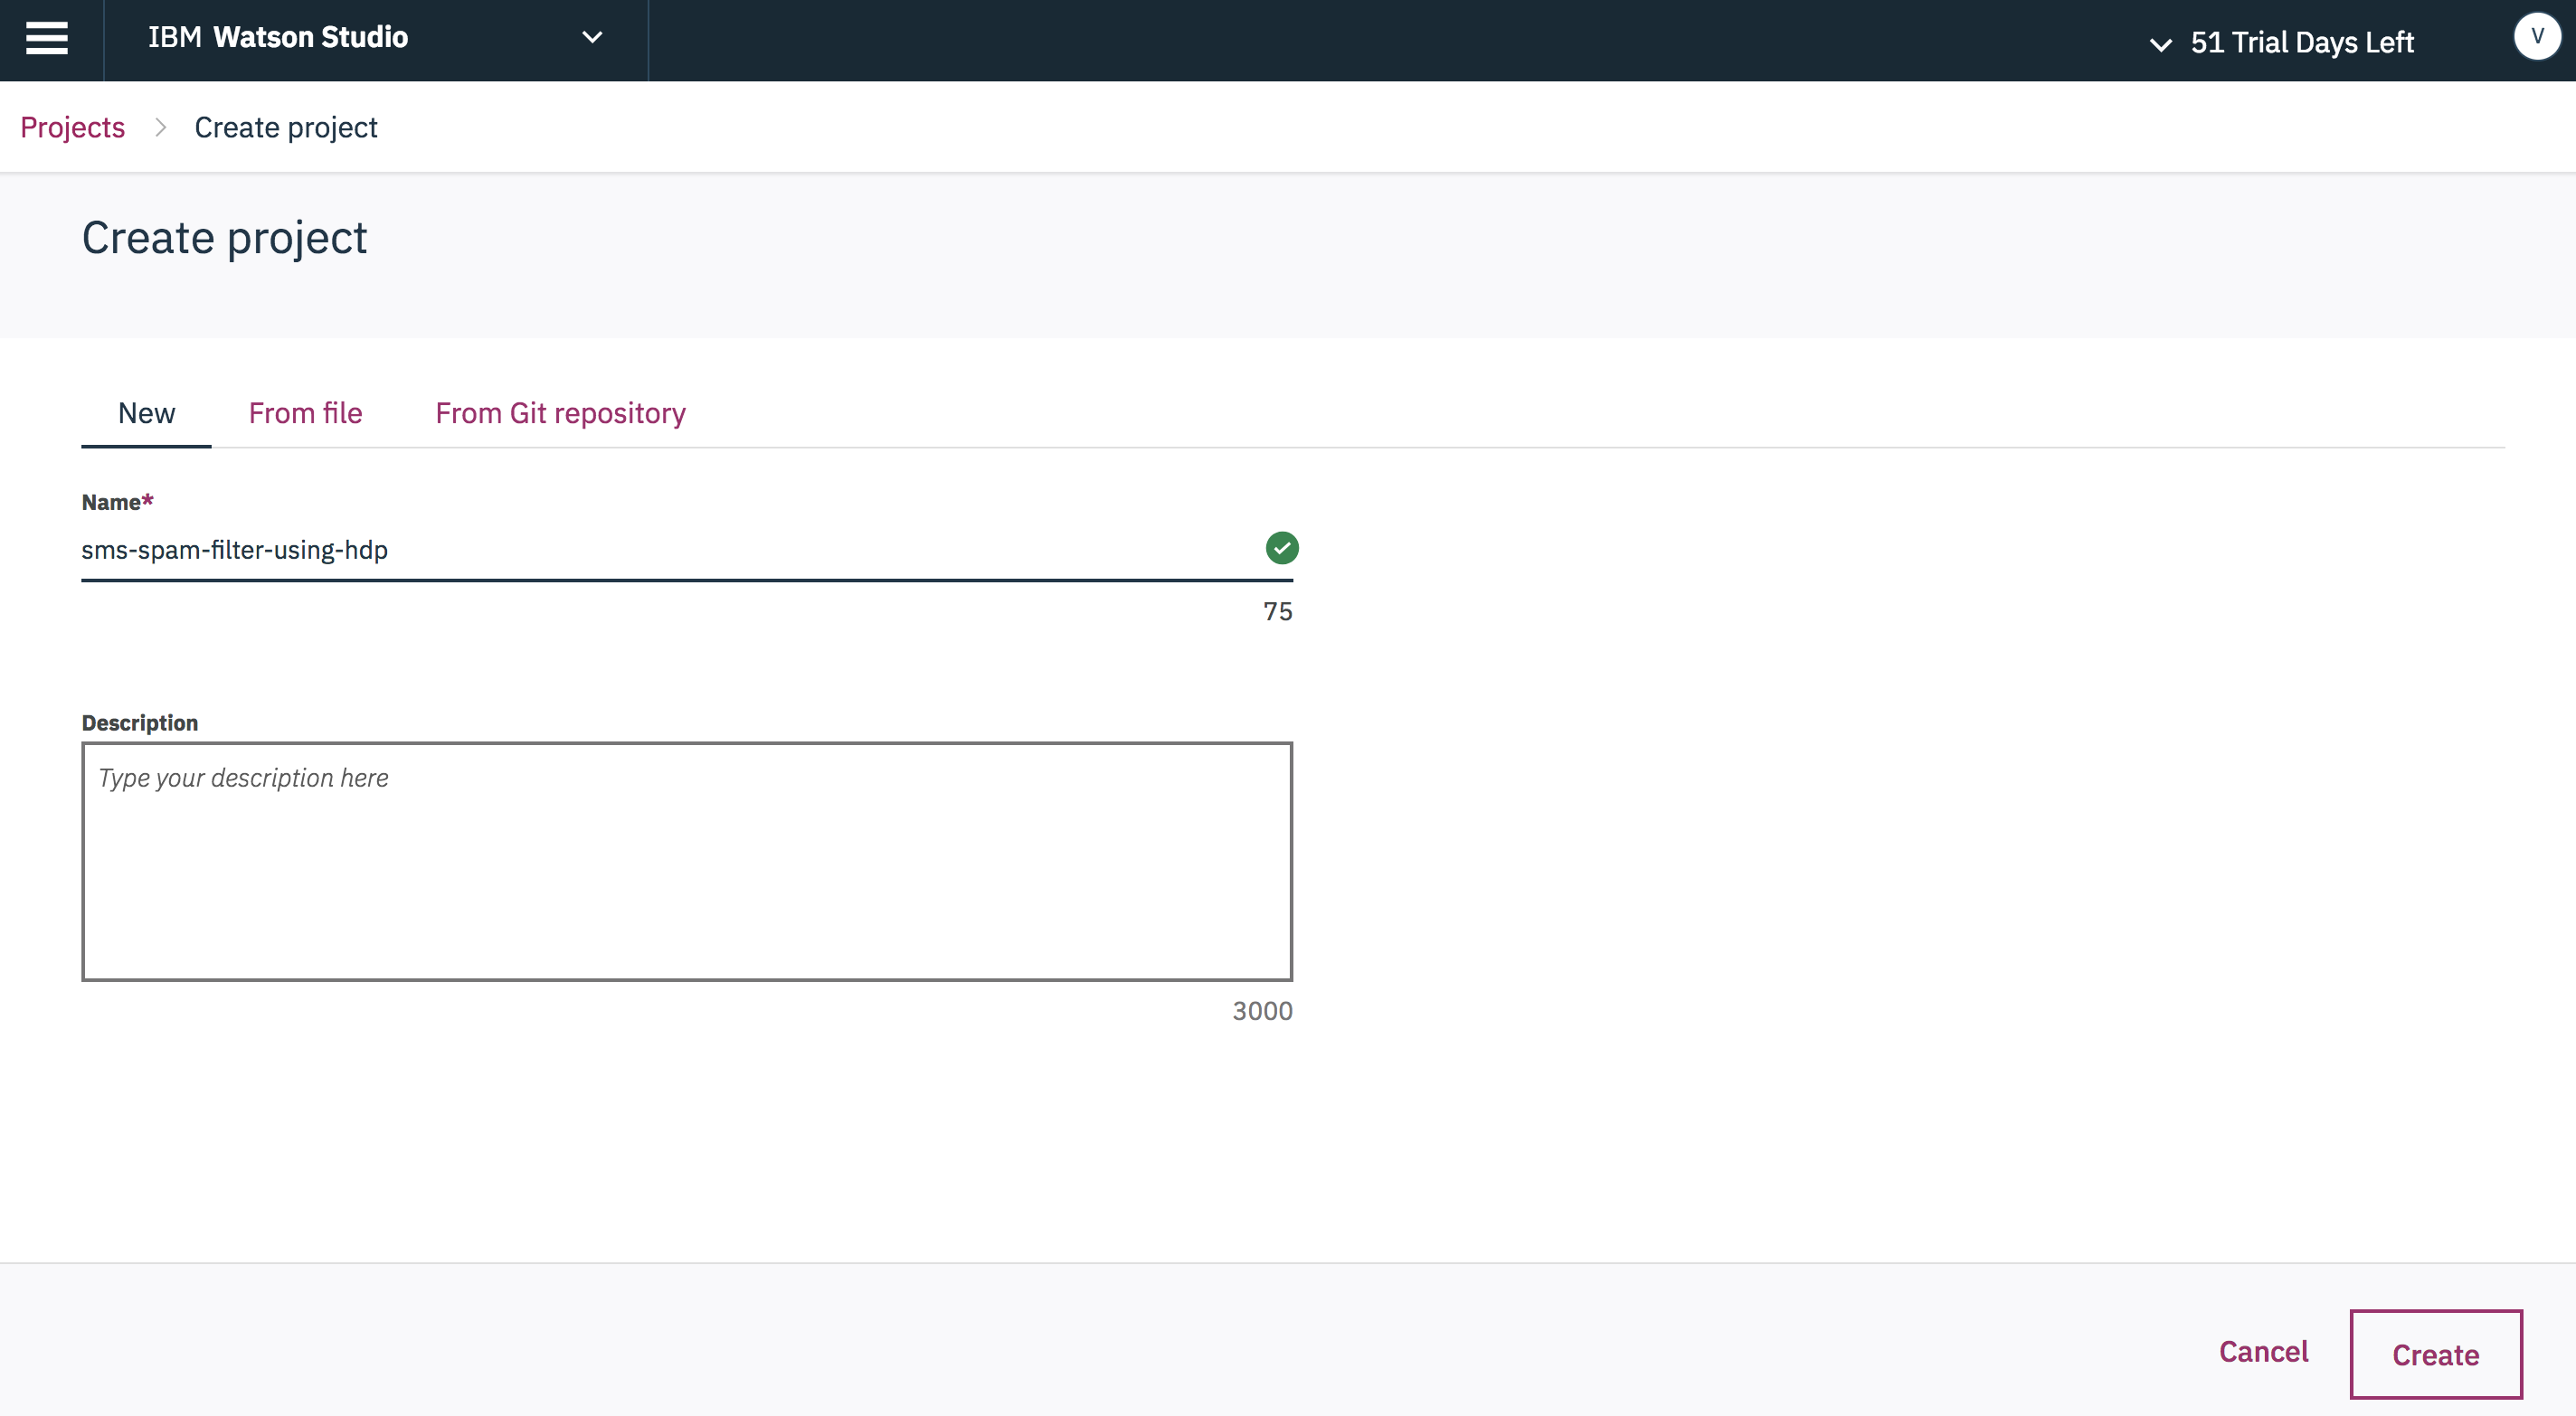 IBM Watson Studio
51 Trial Days Left
V
Projects > Create project
Create project
New From file From Git repository
Name*
sms-spam-filter-using-hdp
75
Description
Type your description here
3000
Cancel Create